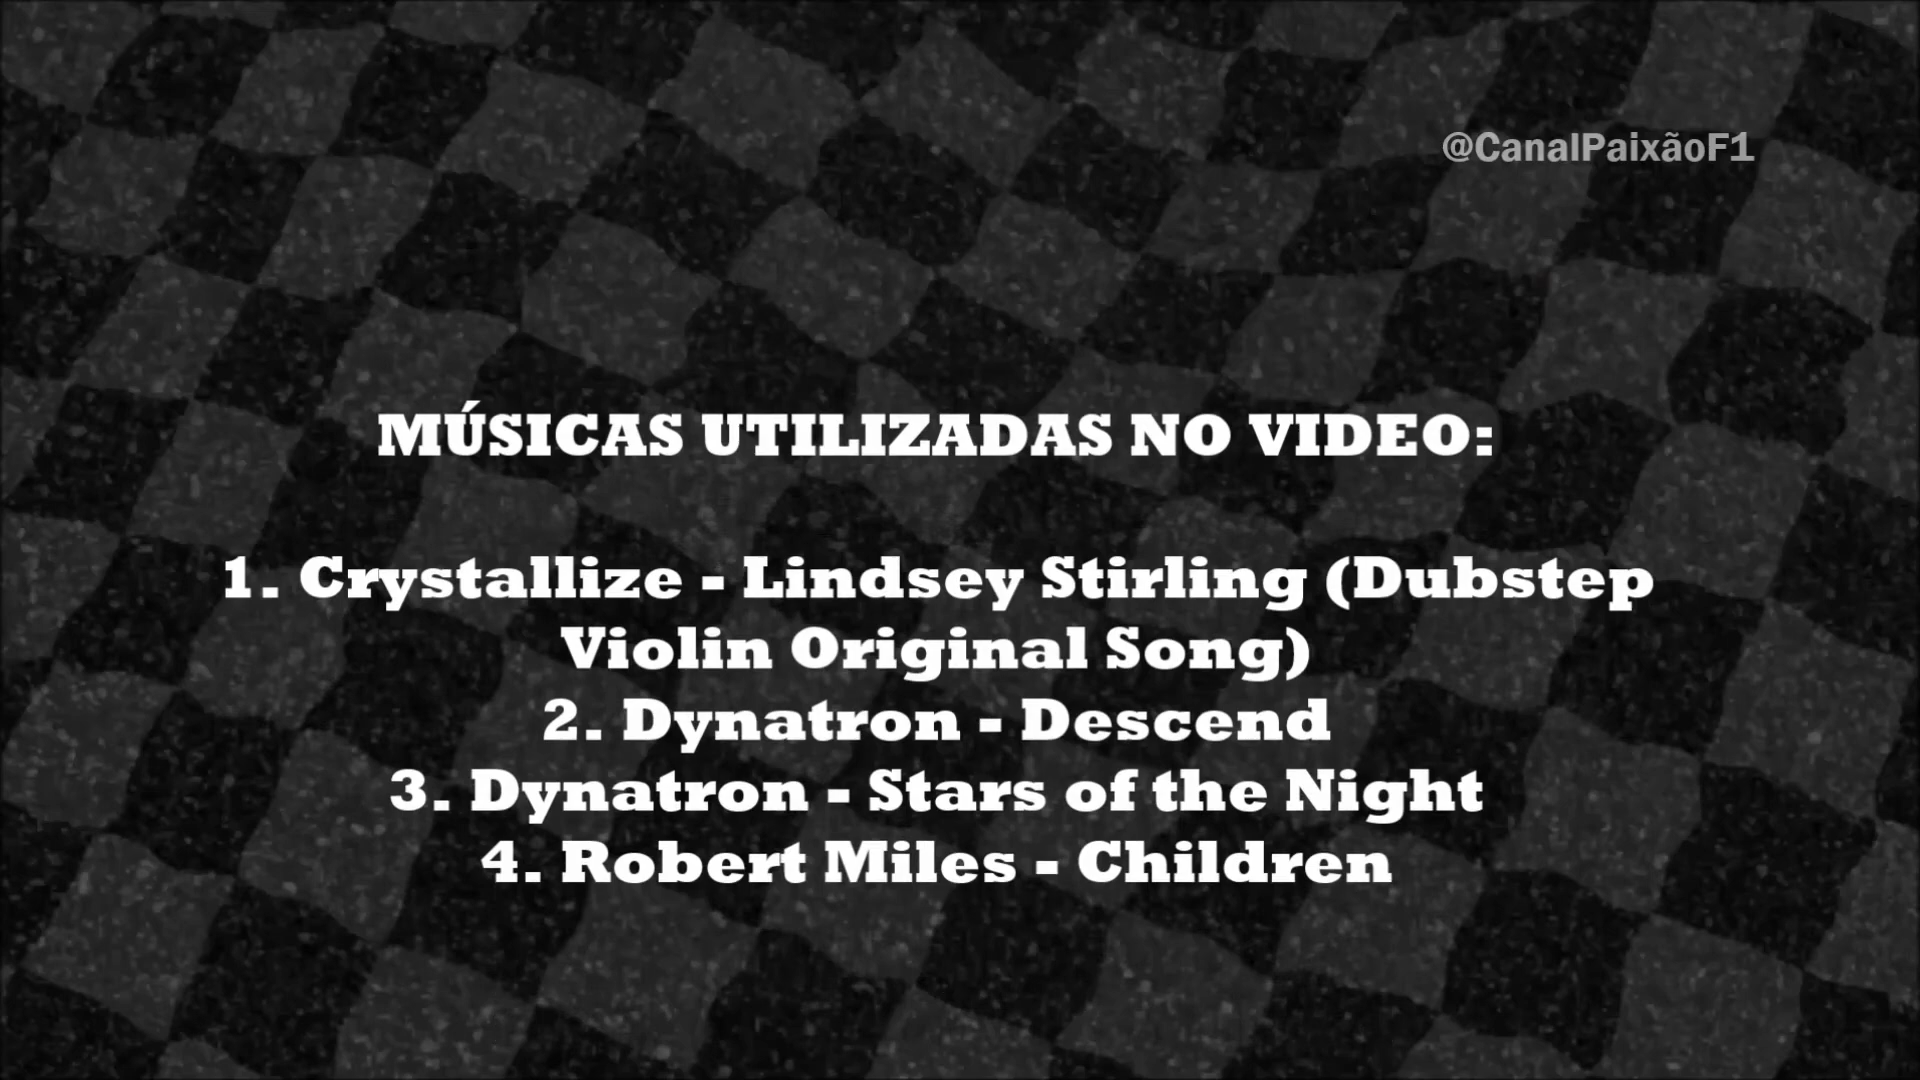 @CanalPaixãoF1
MÚSICAS UTILIZADAS NO VIDEO:
1. Crystallize - Lindsey Stirling (Dubstep
Violin Original Song)
2. Dynatron - Descend
3. Dynatron - Stars of the Night
4. Robert Miles - Children